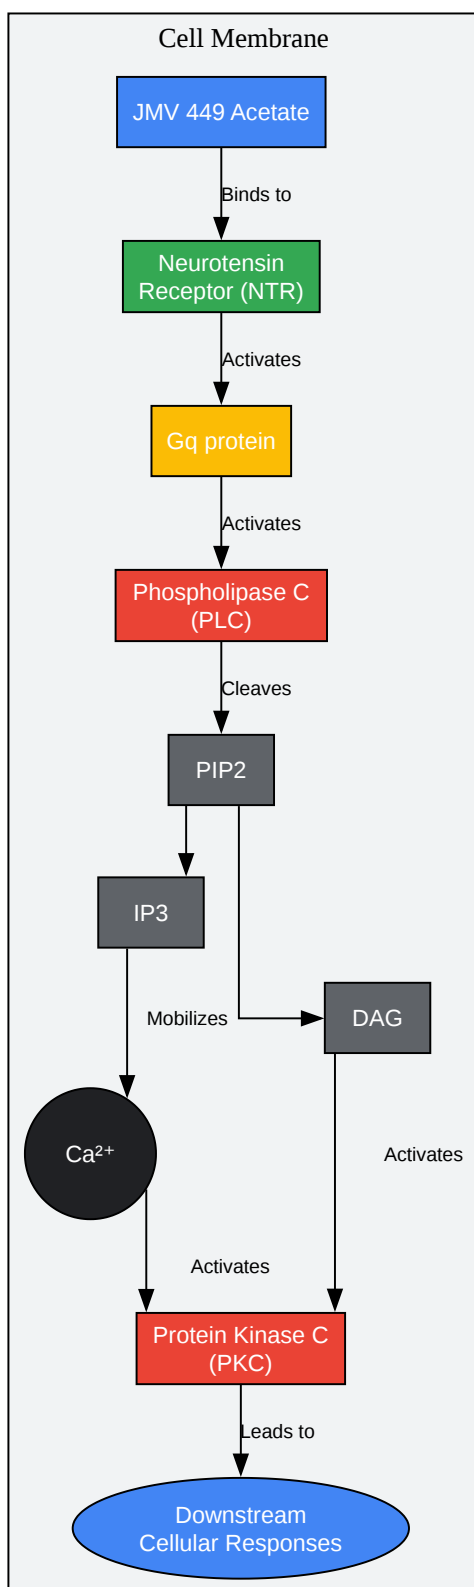 Cell Membrane
JMV 449 Acetate
Binds to
Neurotensin
Receptor (NTR)
Activates
Gq protein
Activates
Phospholipase C
(PLC)
Cleaves
PIP2
IP3
Mobilizes
DAG
Ca²⁺
Activates
Activates
Protein Kinase C
(PKC)
Leads to
Downstream
Cellular Responses